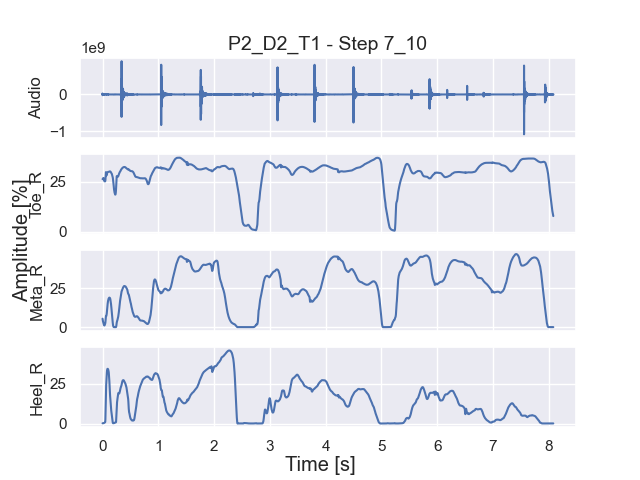 P2_D2_T1 - Step 7_10
1e9
Audio
0
−1
Toe_R
25
0
Amplitude [%]
Meta_R
25
0
Heel_R
25
0
0 1 2 3 4 5 6 7 8
Time [s]